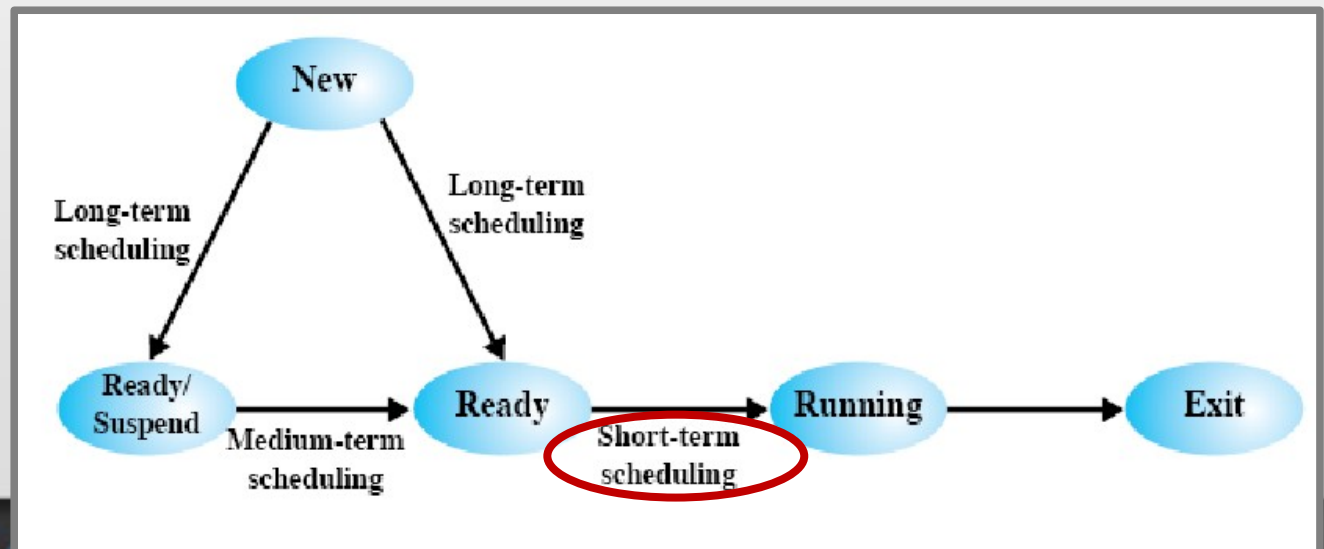 New
Long-term
scheduling
Long-term
scheduling
Ready/
Suspend
Ready
Running
Exit
Medium-term
scheduling
Short-term
scheduling